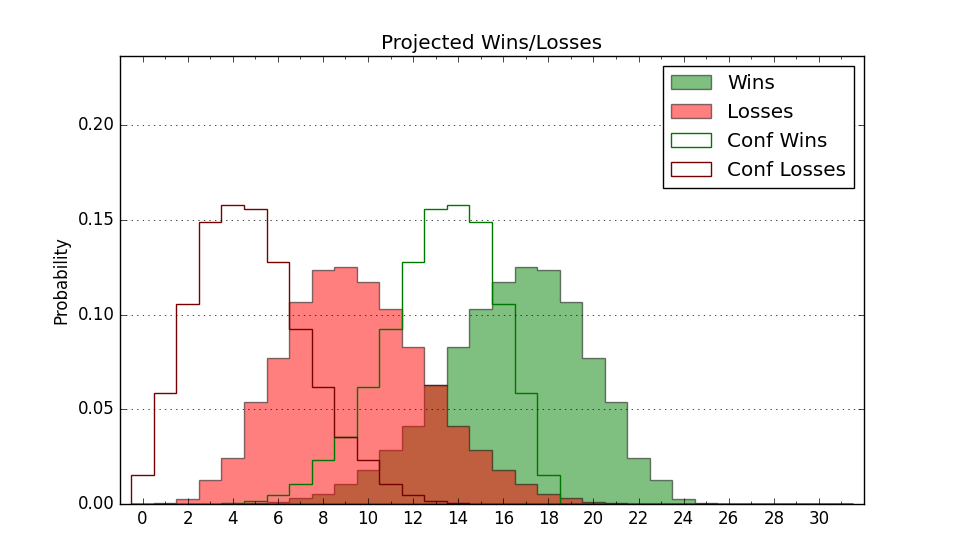 Projected Wins/Losses
Wins
Losses
Conf Wins
Conf Losses
Probability
0.20
0.15
0.10
0.05
0.00
0 2 4 6 8 10 12 14 16 18 20 22 24 26 28 30